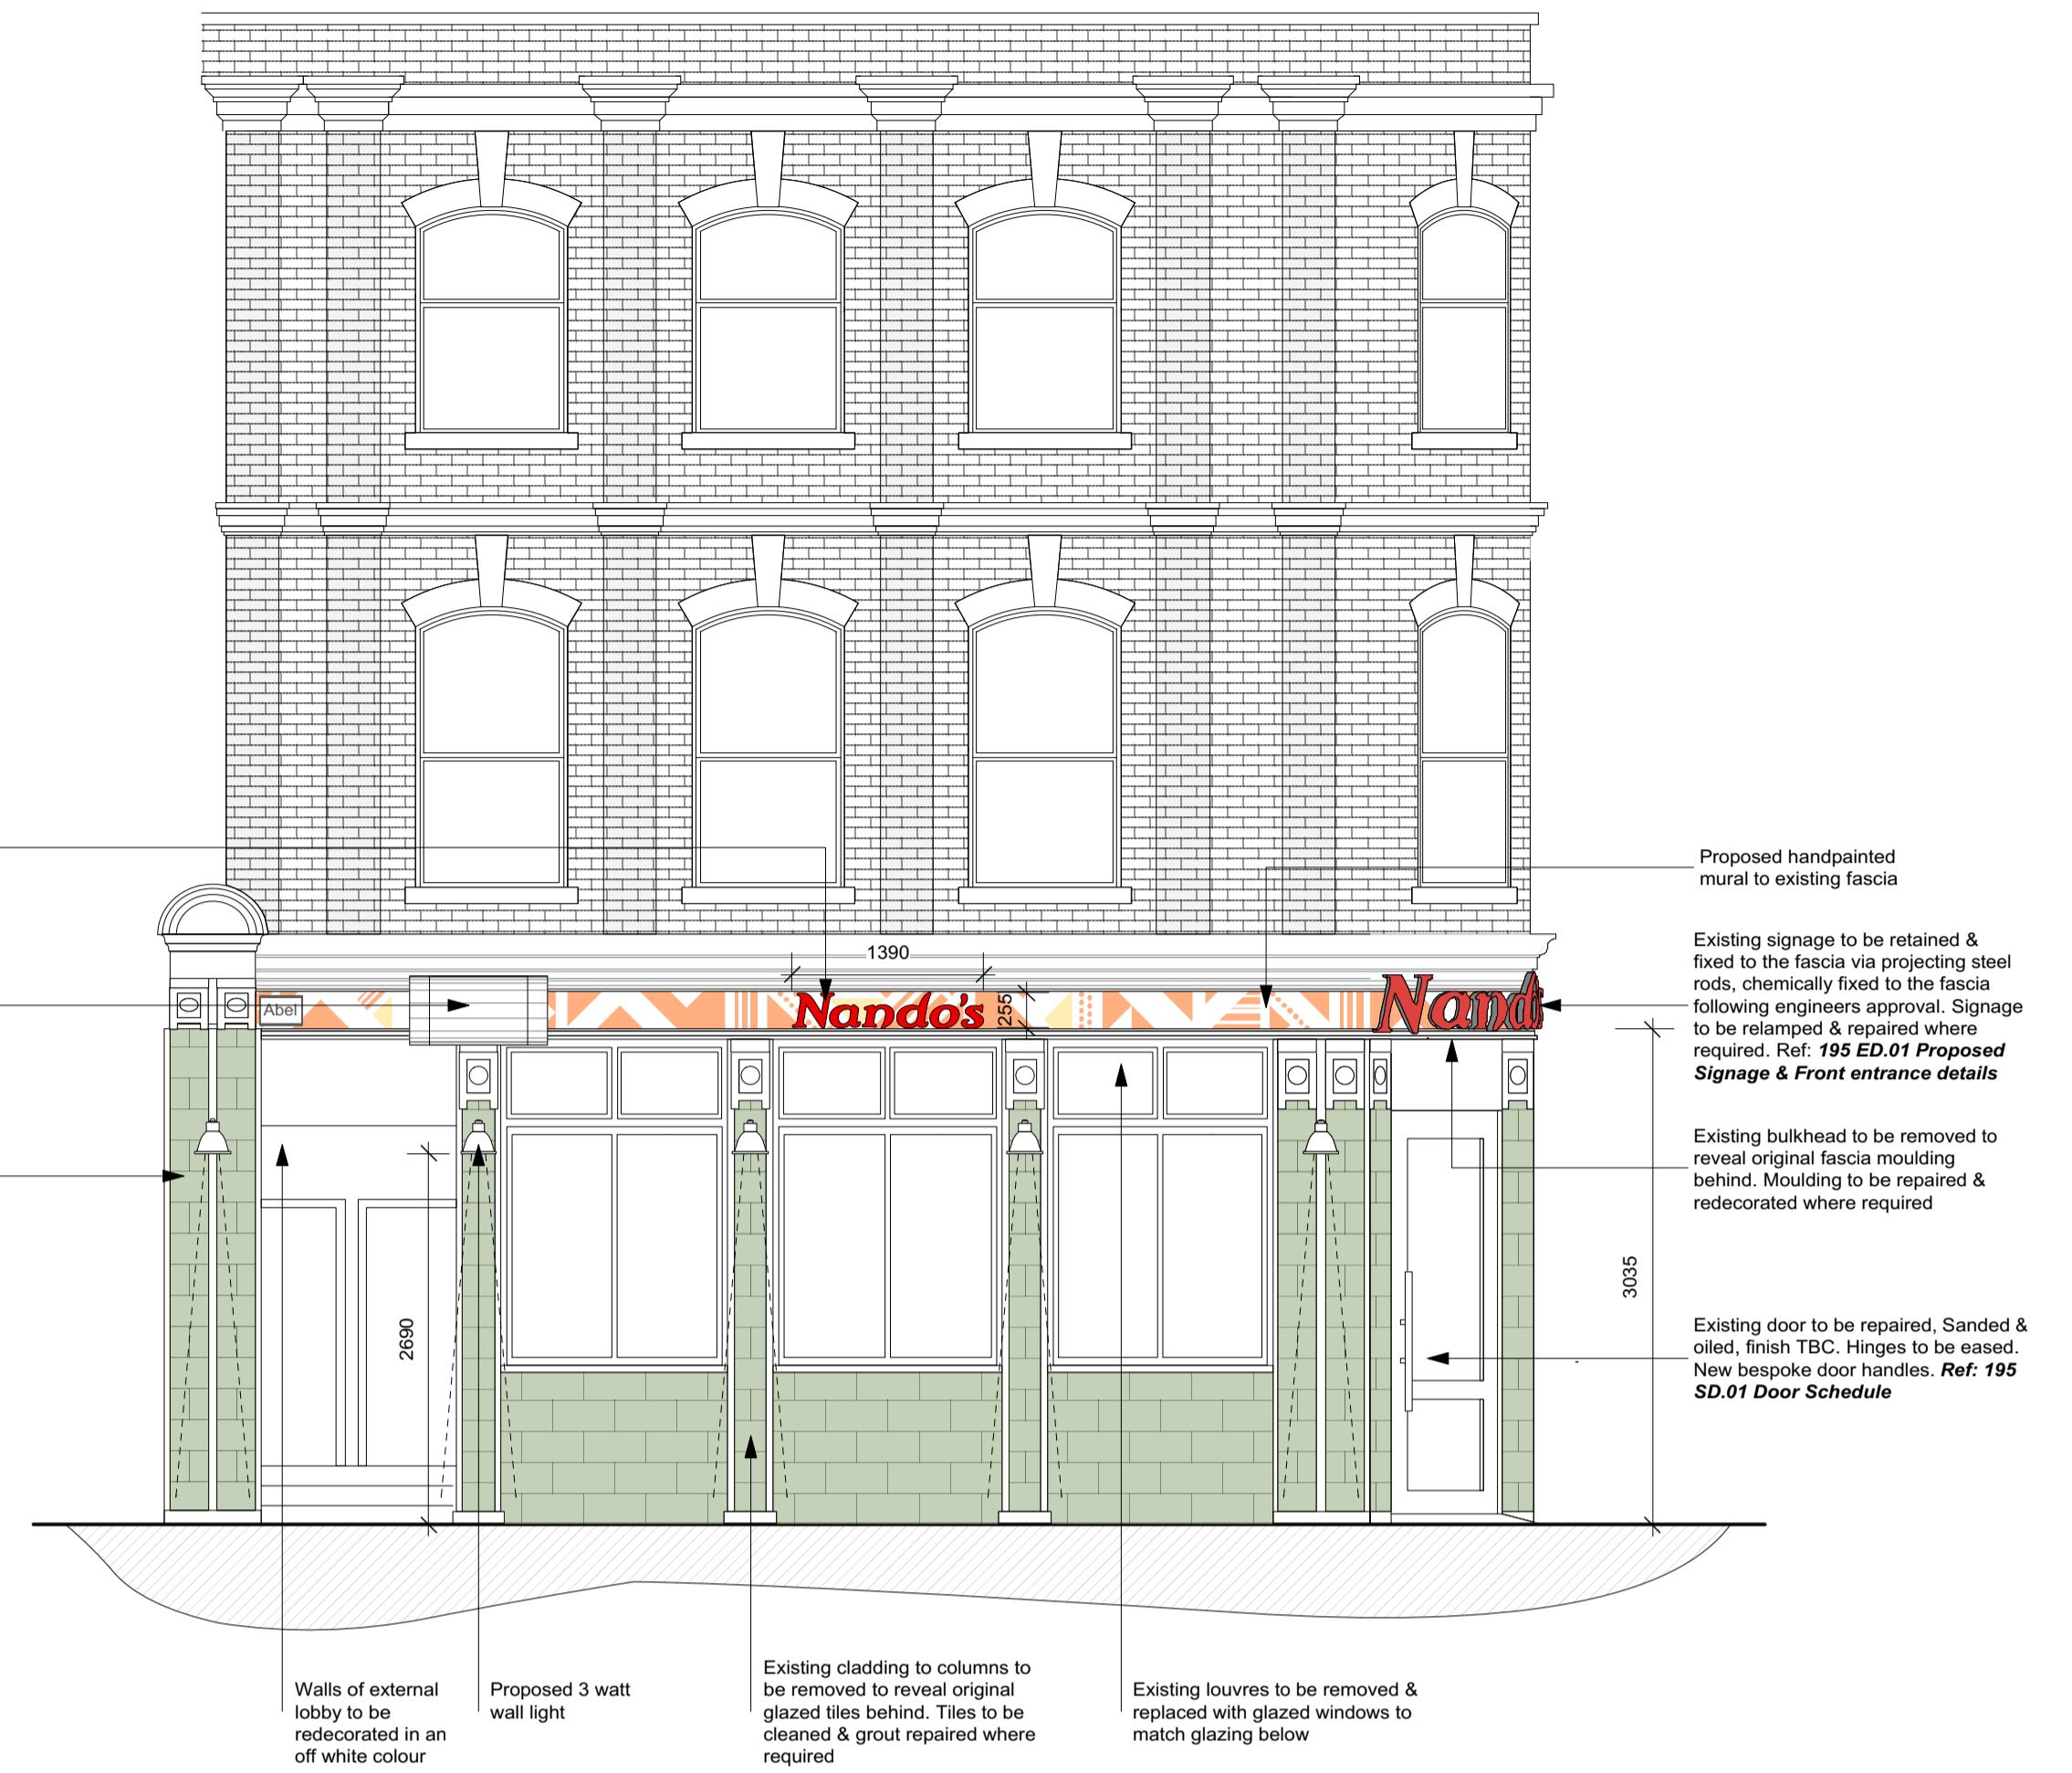 Proposed handpainted
mural to existing fascia
Existing signage to be retained &
fixed to the fascia via projecting steel
rods, chemically fixed to the fascia
following engineers approval. Signage
to be relamped & repaired where
required. Ref: 195 ED.01 Proposed
Signage & Front entrance details
1390
Abel
Nando's
255
Nando's
Existing bulkhead to be removed to
reveal original fascia moulding
behind. Moulding to be repaired &
redecorated where required
3035
2690
Existing door to be repaired, Sanded &
oiled, finish TBC. Hinges to be eased.
New bespoke door handles. Ref: 195
SD.01 Door Schedule
Walls of external
lobby to be
redecorated in an
off white colour
Proposed 3 watt
wall light
Existing cladding to columns to
be removed to reveal original
glazed tiles behind. Tiles to be
cleaned & grout repaired where
required
Existing louvres to be removed &
replaced with glazed windows to
match glazing below